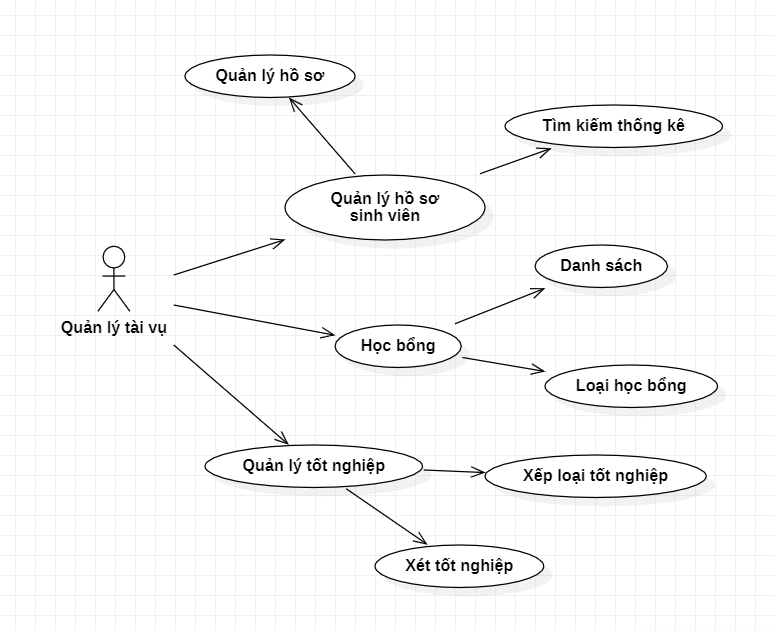 Quản lý hồ sơ
Tìm kiếm thống kê
Quản lý hồ sơ
sinh viên
Danh sách
Quản lý tài vụ
Học bổng
Loại học bổng
Quản lý tốt nghiệp
Xếp loại tốt nghiệp
Xét tốt nghiệp